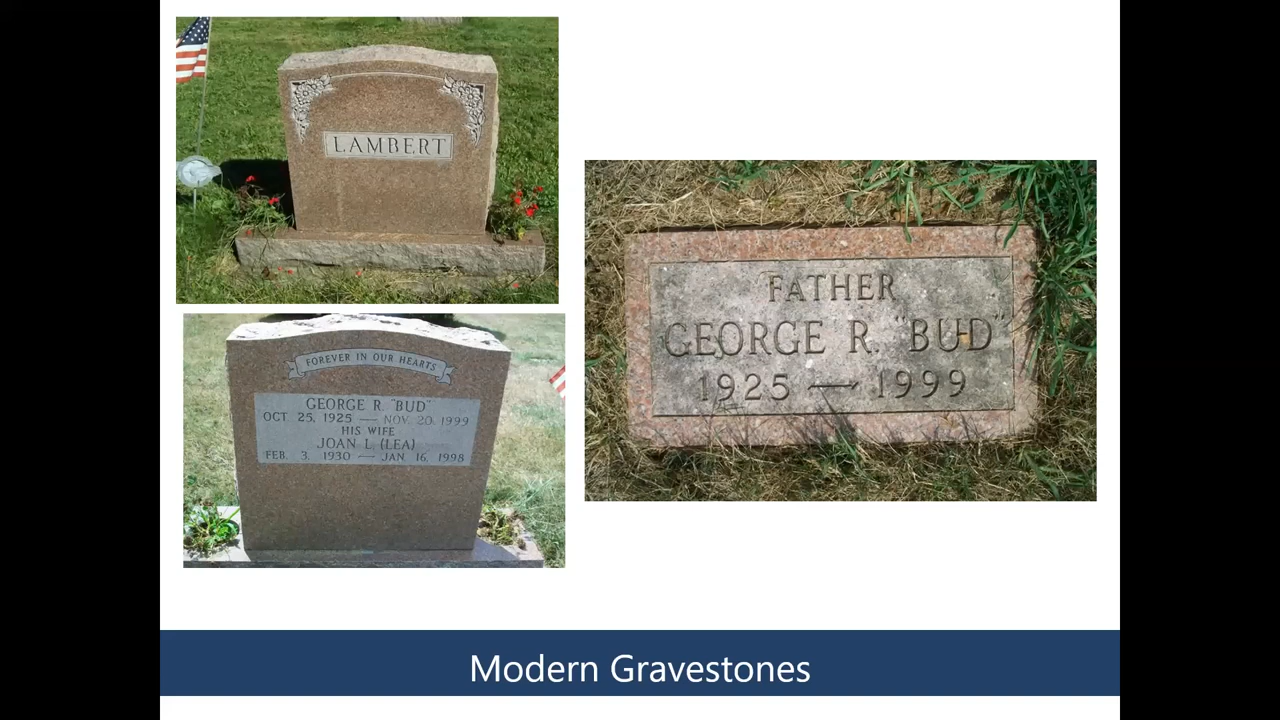 LAMBERT
FOREVER IN OUR HEARTS
GEORGE R. "BUD"
OCT. 25, 1925 — NOV. 20, 1999
HIS WIFE
JOAN L. (LEA)
FEB. 3, 1930 — JAN. 16, 1998
FATHER
GEORGE R. "BUD"
1925 — 1999
Modern Gravestones